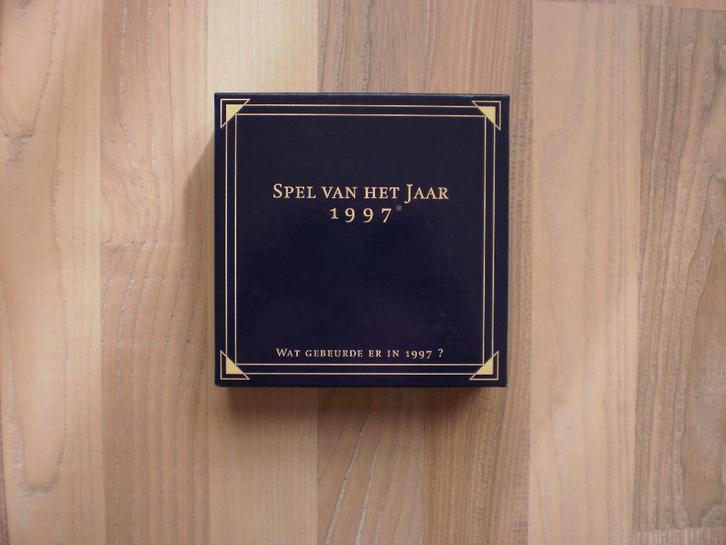 Spel van het Jaar
1997®
Wat gebeurde er in 1997 ?